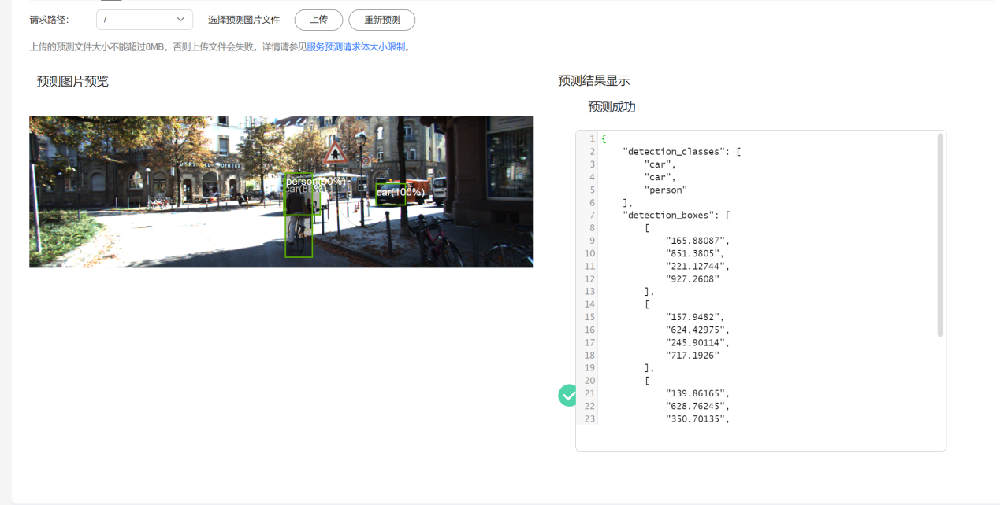 请求路径: / 选择预测图片文件 上传 重新预测
上传的预测文件大小不能超过8MB，否则上传文件会失败。详情请参见服务预测请求体大小限制。
预测图片预览
person(90%)
car(100%)
预测结果显示
预测成功
1 {
2 "detection_classes": [
3 "car",
4 "car",
5 "person"
6 ],
7 "detection_boxes": [
8 [
9 "165.88087",
10 "851.3805",
11 "221.12744",
12 "927.2608"
13 ],
14 [
15 "157.9482",
16 "624.42975",
17 "245.90114",
18 "717.1926"
19 ],
20 [
21 "139.86165",
22 "628.76245",
23 "350.70135",